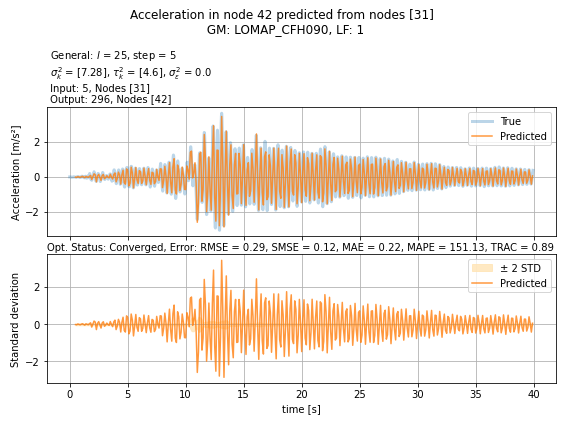 Acceleration in node 42 predicted from nodes [31]
GM: LOMAP_CFH090, LF: 1
General: l = 25, step = 5
σ²ₖ = [7.28], τ²ₖ = [4.6], σ²ε = 0.0
Input: 5, Nodes [31]
Output: 296, Nodes [42]
Acceleration [m/s²]
2
0
−2
True
Predicted
Opt. Status: Converged, Error: RMSE = 0.29, SMSE = 0.12, MAE = 0.22, MAPE = 151.13, TRAC = 0.89
Standard deviation
2
0
−2
± 2 STD
Predicted
0 5 10 15 20 25 30 35 40
time [s]